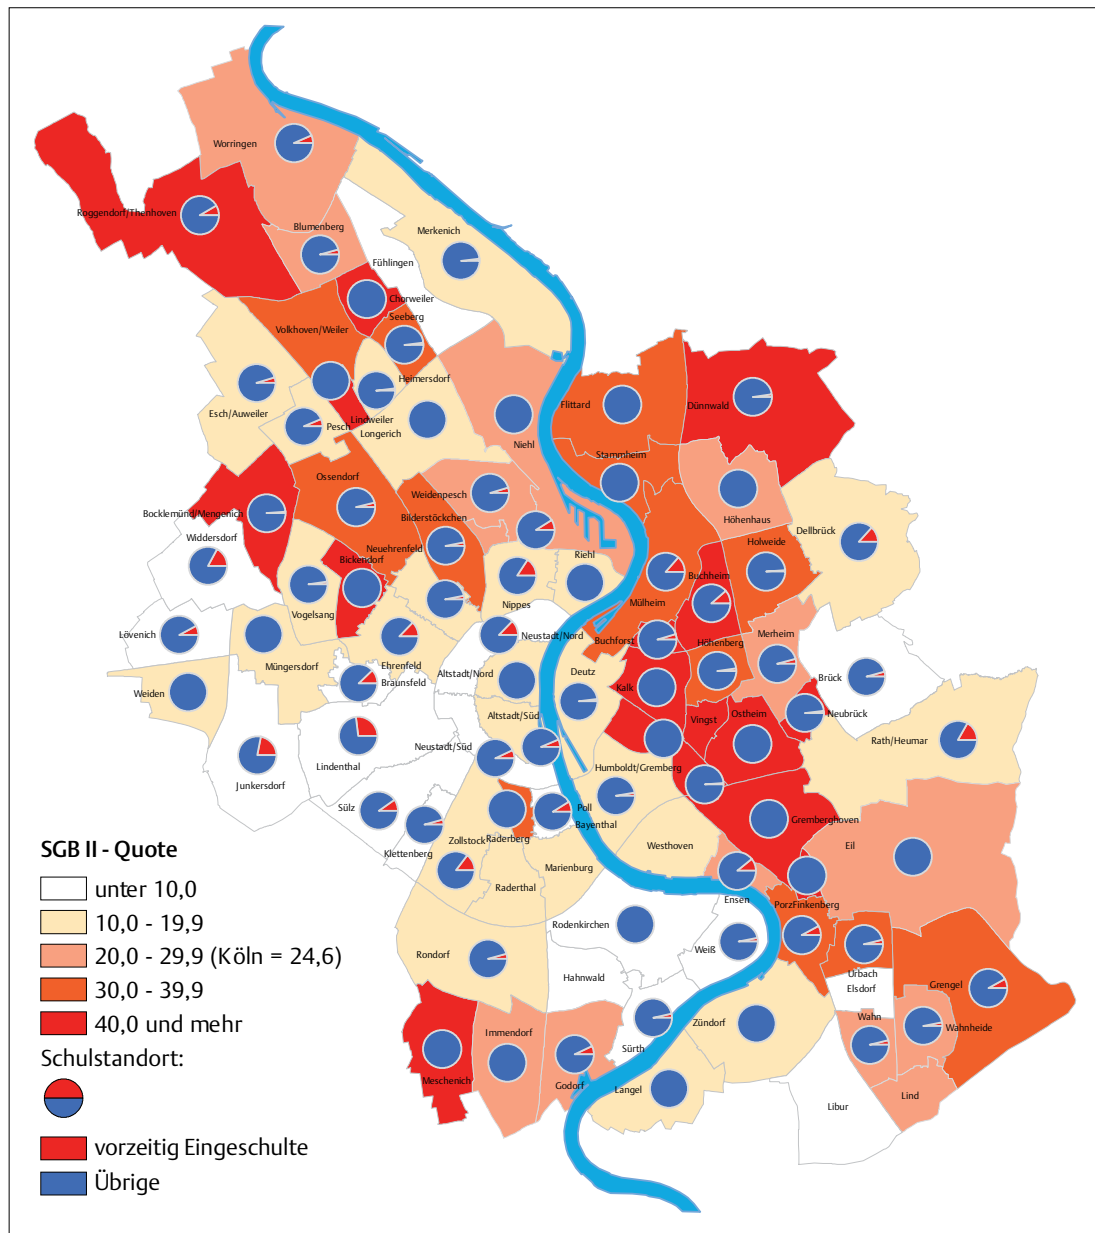 Worringen
Roggendorf/Thenhoven
Blumenberg
Merkenich
Fühlingen
Chorweiler
Seeberg
Volkhoven/Weiler
Heimersdorf
Esch/Auweiler
Pesch
Lindweiler
Longerich
Niehl
Flittard
Dünnwald
Stammheim
Ossendorf
Weidenpesch
Höhenhaus
Bocklemünd/Mengenich
Bilderstöckchen
Dellbrück
Widdersdorf
Neuehrenfeld
Riehl
Holweide
Bickendorf
Buchheim
Nippes
Mülheim
Vogelsang
Lövenich
Neustadt/Nord
Buchforst
Höhenberg
Merheim
Müngersdorf
Ehrenfeld
Altstadt/Nord
Deutz
Brück
Weiden
Braunsfeld
Kalk
Neubrück
Altstadt/Süd
Vingst
Ostheim
Rath/Heumar
Neustadt/Süd
Lindenthal
Humboldt/Gremberg
Junkersdorf
Sülz
Poll
Bayenthal
Gremberghoven
Klettenberg
Zollstock
Raderberg
Westhoven
Eil
Marienburg
Raderthal
Ensen
PorzFinkenberg
Rodenkirchen
Weiß
Rondorf
Urbach
Hahnwald
Elsdorf
Grengel
Zündorf
Wahn
Wahnheide
Immendorf
Sürth
Meschenich
Godorf
Langel
Lind
Libur
SGB II - Quote
unter 10,0
10,0 - 19,9
20,0 - 29,9 (Köln = 24,6)
30,0 - 39,9
40,0 und mehr
Schulstandort:
vorzeitig Eingeschulte
Übrige